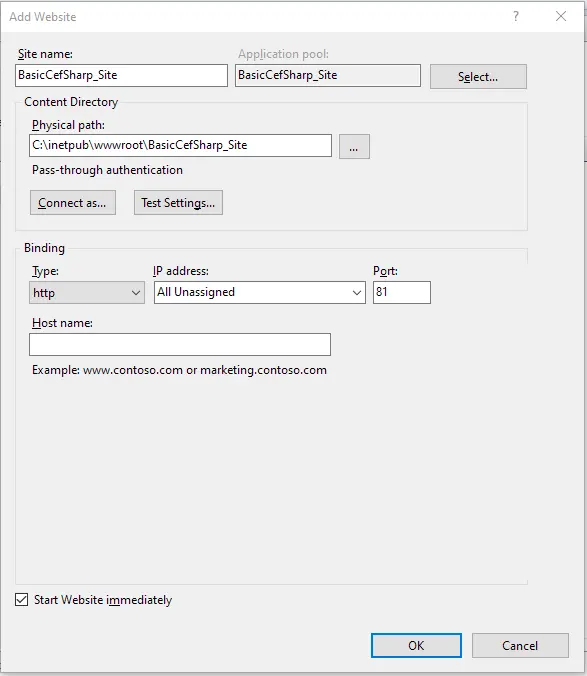 Add Website
?
Site name:
Application pool:
BasicCefSharp_Site
BasicCefSharp_Site
Select...
Content Directory
Physical path:
C:\inetpub\wwwroot\BasicCefSharp_Site
...
Pass-through authentication
Connect as...
Test Settings...
Binding
Type:
IP address:
Port:
http
All Unassigned
81
Host name:
Example: www.contoso.com or marketing.contoso.com
Start Website immediately
OK
Cancel